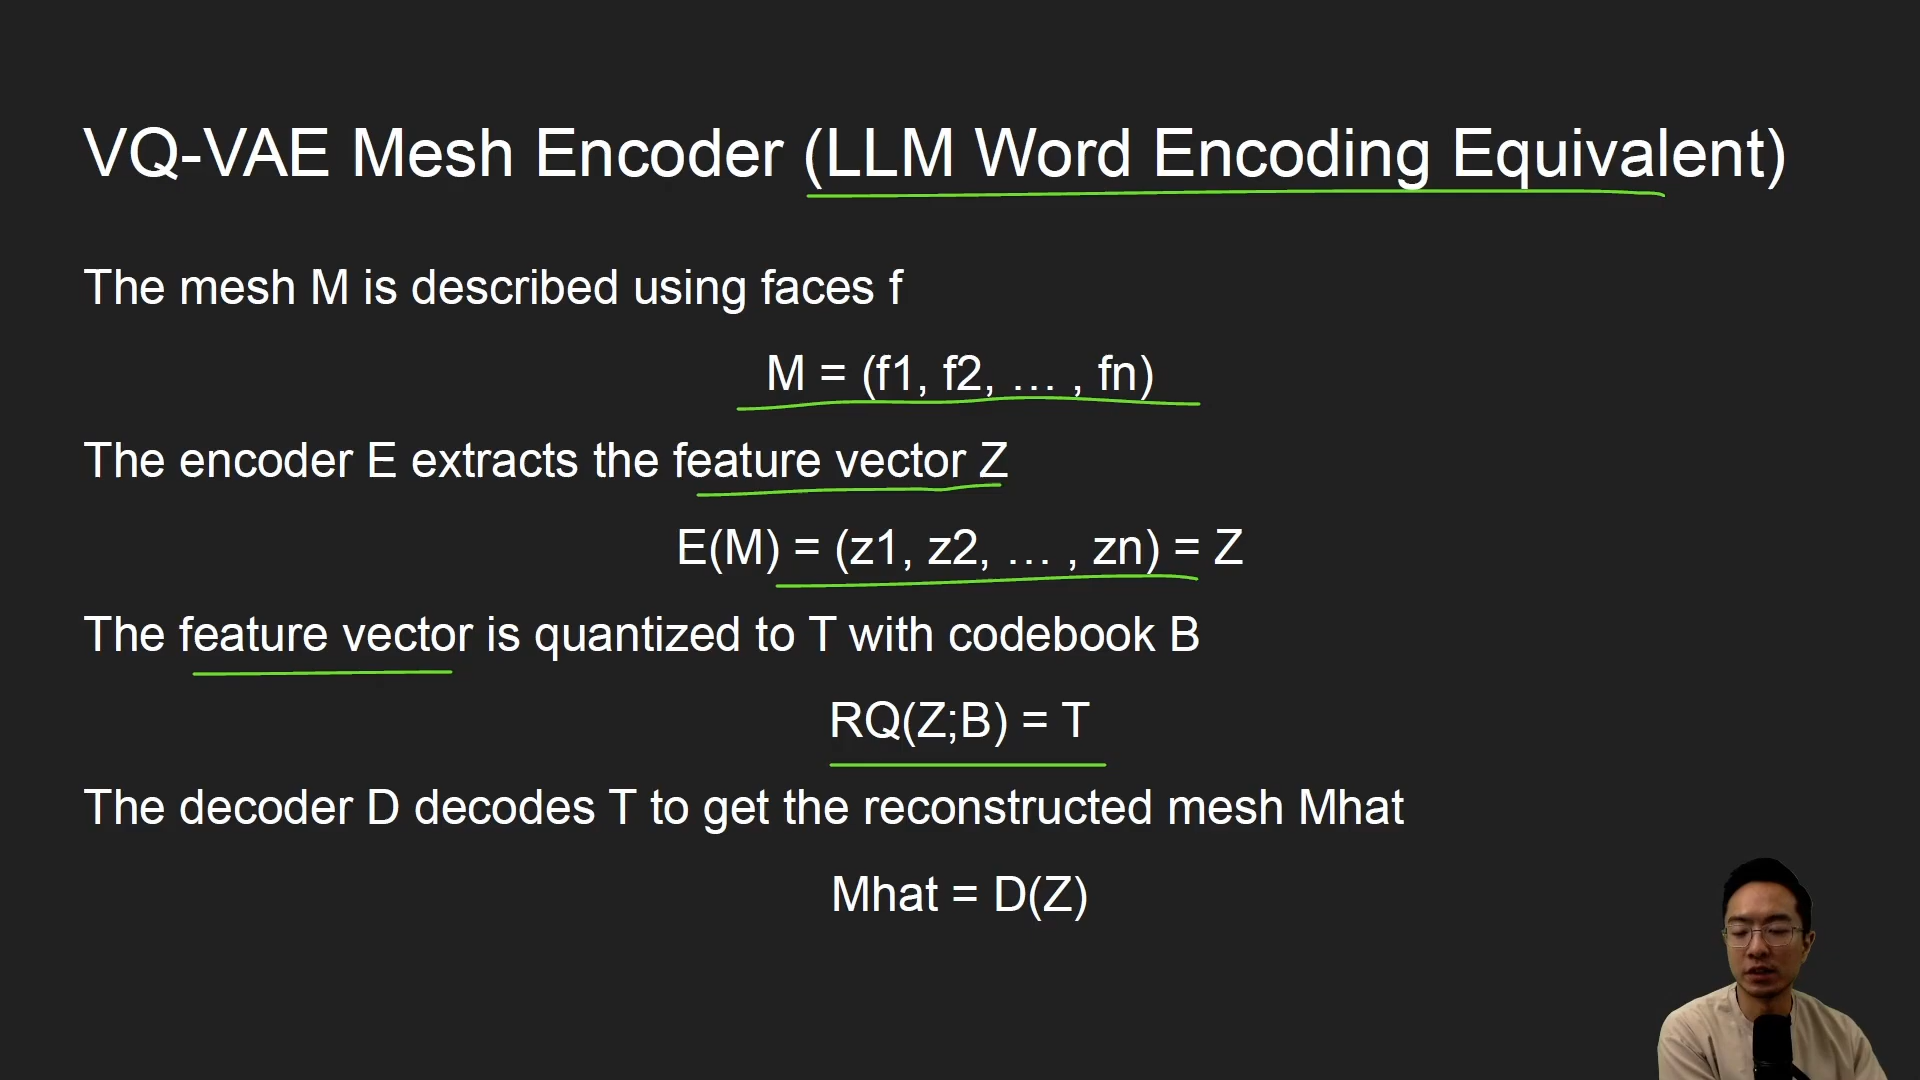 VQ-VAE Mesh Encoder (LLM Word Encoding Equivalent)
The mesh M is described using faces f
M = (f1, f2, … , fn)
The encoder E extracts the feature vector Z
E(M) = (z1, z2, … , zn) = Z
The feature vector is quantized to T with codebook B
RQ(Z;B) = T
The decoder D decodes T to get the reconstructed mesh Mhat
Mhat = D(Z)